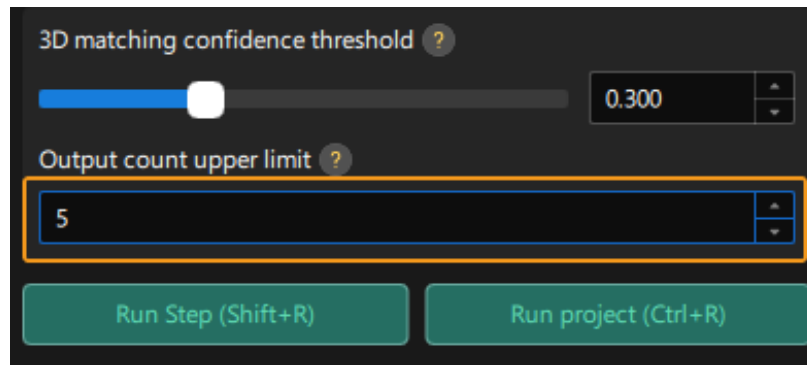 3D matching confidence threshold ?
0.300
Output count upper limit ?
5
Run Step (Shift+R) Run project (Ctrl+R)